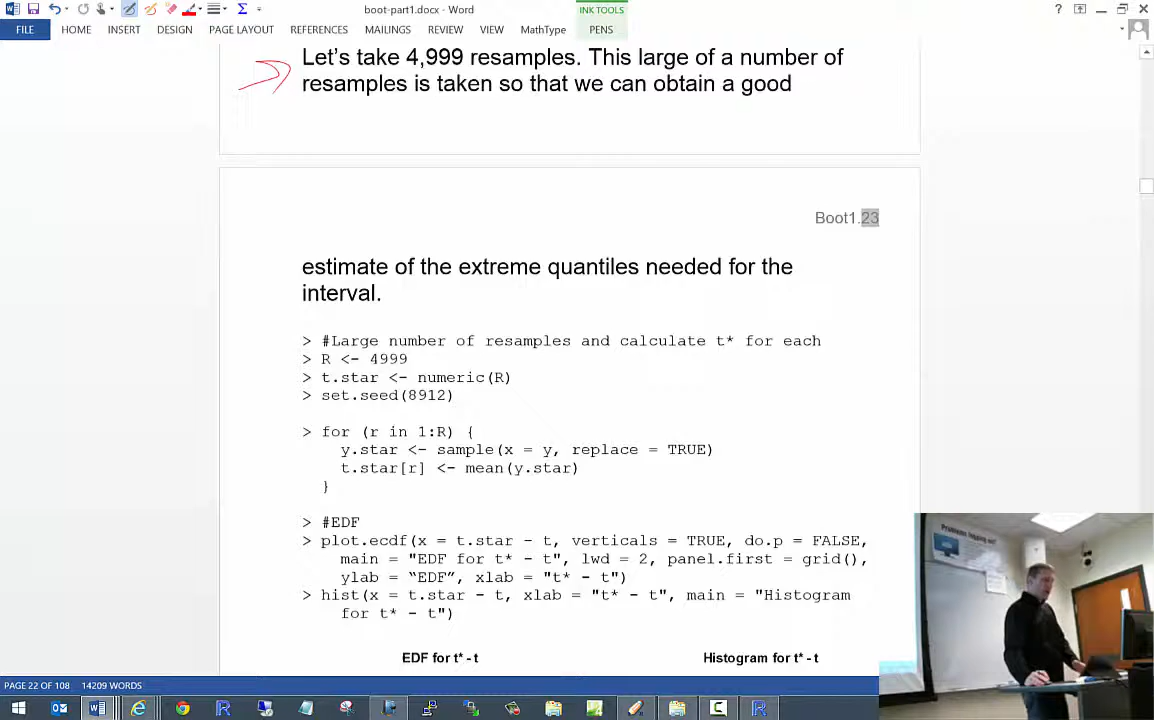 boot-part1.docx - Word
INK TOOLS
FILE
HOME
INSERT
DESIGN
PAGE LAYOUT
REFERENCES
MAILINGS
REVIEW
VIEW
MathType
PENS
Let's take 4,999 resamples. This large of a number of
resamples is taken so that we can obtain a good
Boot1.23
estimate of the extreme quantiles needed for the
interval.
> #Large number of resamples and calculate t* for each
> R <- 4999
> t.star <- numeric(R)
> set.seed(8912)
> for (r in 1:R) {
y.star <- sample(x = y, replace = TRUE)
t.star[r] <- mean(y.star)
}
> #EDF
> plot.ecdf(x = t.star - t, verticals = TRUE, do.p = FALSE,
main = "EDF for t* - t", lwd = 2, panel.first = grid(),
ylab = “EDF”, xlab = "t* - t")
> hist(x = t.star - t, xlab = "t* - t", main = "Histogram
for t* - t")
EDF for t* - t
Histogram for t* - t
PAGE 22 OF 108
14209 WORDS